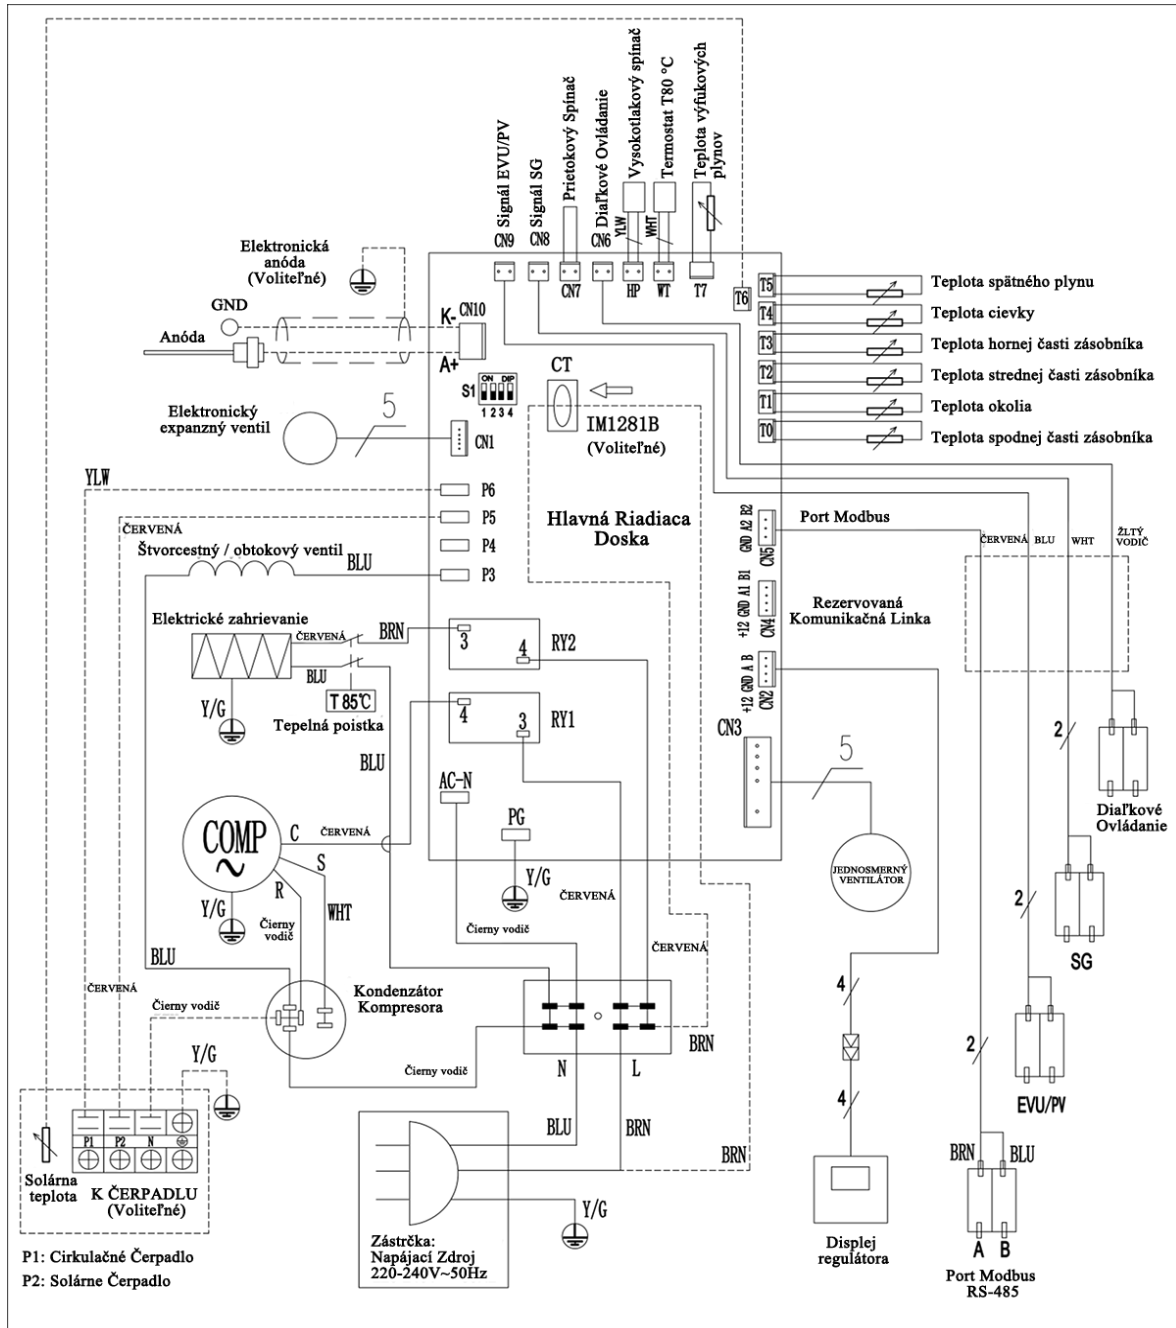 Signál EVU/PV
Signál SG
Prietokový Spínač
Diaľkové Ovládanie
Vysokotlakový spínač
Termostat T80 °C
Teplota výfukových
plynov
CN9
CN8
CN6
YLW
WHT
CN7
HP
WT
T7
T6
Elektronická
anóda
(Voliteľné)
GND
Anóda
K-
CN10
A+
S1
ON DIP
1 2 3 4
CT
IM1281B
(Voliteľné)
T5
Teplota spätného plynu
T4
Teplota cievky
T3
Teplota hornej časti zásobníka
T2
Teplota strednej časti zásobníka
T1
Teplota okolia
T0
Teplota spodnej časti zásobníka
Elektronický
expanzný ventil
5
CN1
YLW
P6
ČERVENÁ
P5
P4
Štvorcestný / obtokový ventil
BLU
P3
Hlavná Riadiaca
Doska
GND A2 B2
CN5
Port Modbus
ČERVENÁ
BLU
WHT
ŽLTÝ
VODIČ
+12 GND A1 B1
CN4
Rezervovaná
Komunikačná Linka
+12 GND A B
CN2
Elektrické zahrievanie
ČERVENÁ
BRN
3
4
RY2
BLU
T 85℃
Tepelná poistka
Y/G
4
3
RY1
BLU
CN3
5
2
AC-N
PG
Y/G
Diaľkové
Ovládanie
COMP
~
C
ČERVENÁ
S
R
Y/G
WHT
Čierny
vodič
ČERVENÁ
JEDNOSMERNÝ
VENTILÁTOR
2
BLU
Čierny vodič
ČERVENÁ
SG
Kondenzátor
Kompresora
ČERVENÁ
Čierny vodič
4
2
EVU/PV
Y/G
Čierny vodič
N
L
BRN
4
BLU
BRN
BRN
BRN
BLU
P1
P2
N
Solárna
teplota
K ČERPADLU
(Voliteľné)
Y/G
Zástrčka:
Napájací Zdroj
220-240V~50Hz
Displej
regulátora
A
B
Port Modbus
RS-485
P1: Cirkulačné Čerpadlo
P2: Solárne Čerpadlo